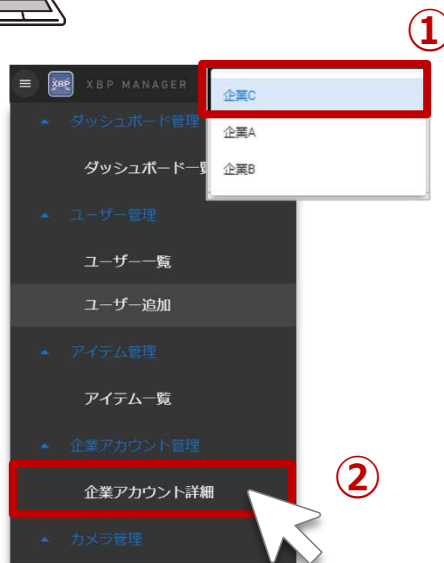 ①
XBP XBP MANAGER
企業C
企業A
企業B
ダッシュボード管理
ダッシュボード一
ユーザー管理
ユーザー一覧
ユーザー追加
アイテム管理
アイテム一覧
企業アカウント管理
企業アカウント詳細
②
カメラ管理